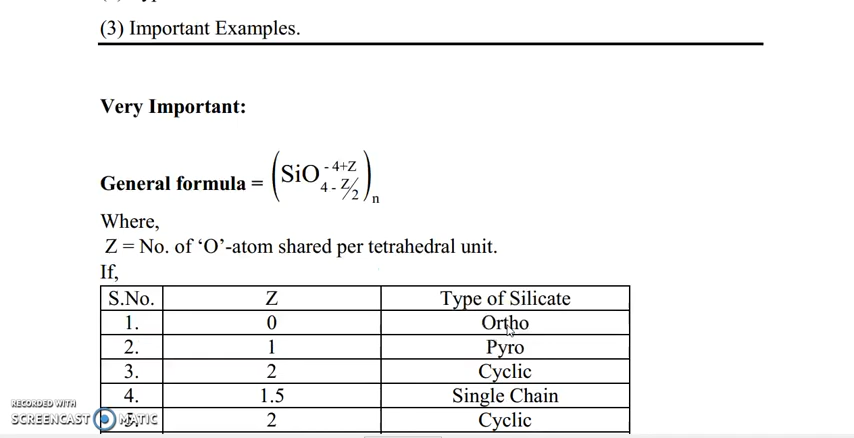 (3) Important Examples.
Very Important:
General formula = (SiO₄ ₋ Z/2⁻ ⁴⁺Z)n
Where,
Z = No. of ‘O’-atom shared per tetrahedral unit.
If,
S.No. Z Type of Silicate
1. 0 Ortho
2. 1 Pyro
3. 2 Cyclic
4. 1.5 Single Chain
5. 2 Cyclic
RECORDED WITH
SCREENCAST MATIC